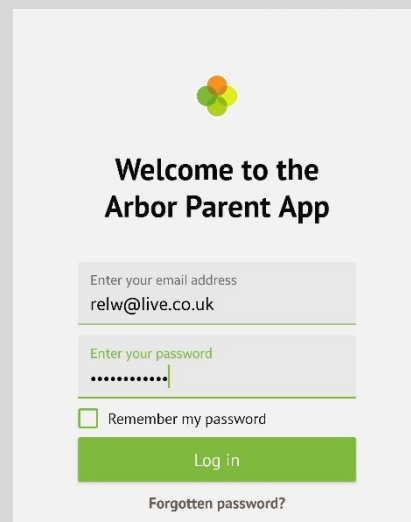 Welcome to the
Arbor Parent App
Enter your email address
relw@live.co.uk
Enter your password
••••••••••••
Remember my password
Log in
Forgotten password?